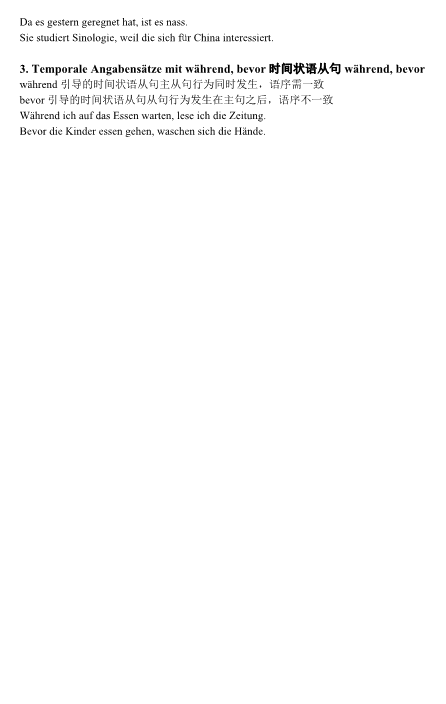 Da es gestern geregnet hat, ist es nass.
Sie studiert Sinologie, weil die sich für China interessiert.
3. Temporale Angabensätze mit während, bevor 时间状语从句 während, bevor
während 引导的时间状语从句主从句行为同时发生，语序需一致
bevor 引导的时间状语从句从句行为发生在主句之后，语序不一致
Während ich auf das Essen warten, lese ich die Zeitung.
Bevor die Kinder essen gehen, waschen sich die Hände.